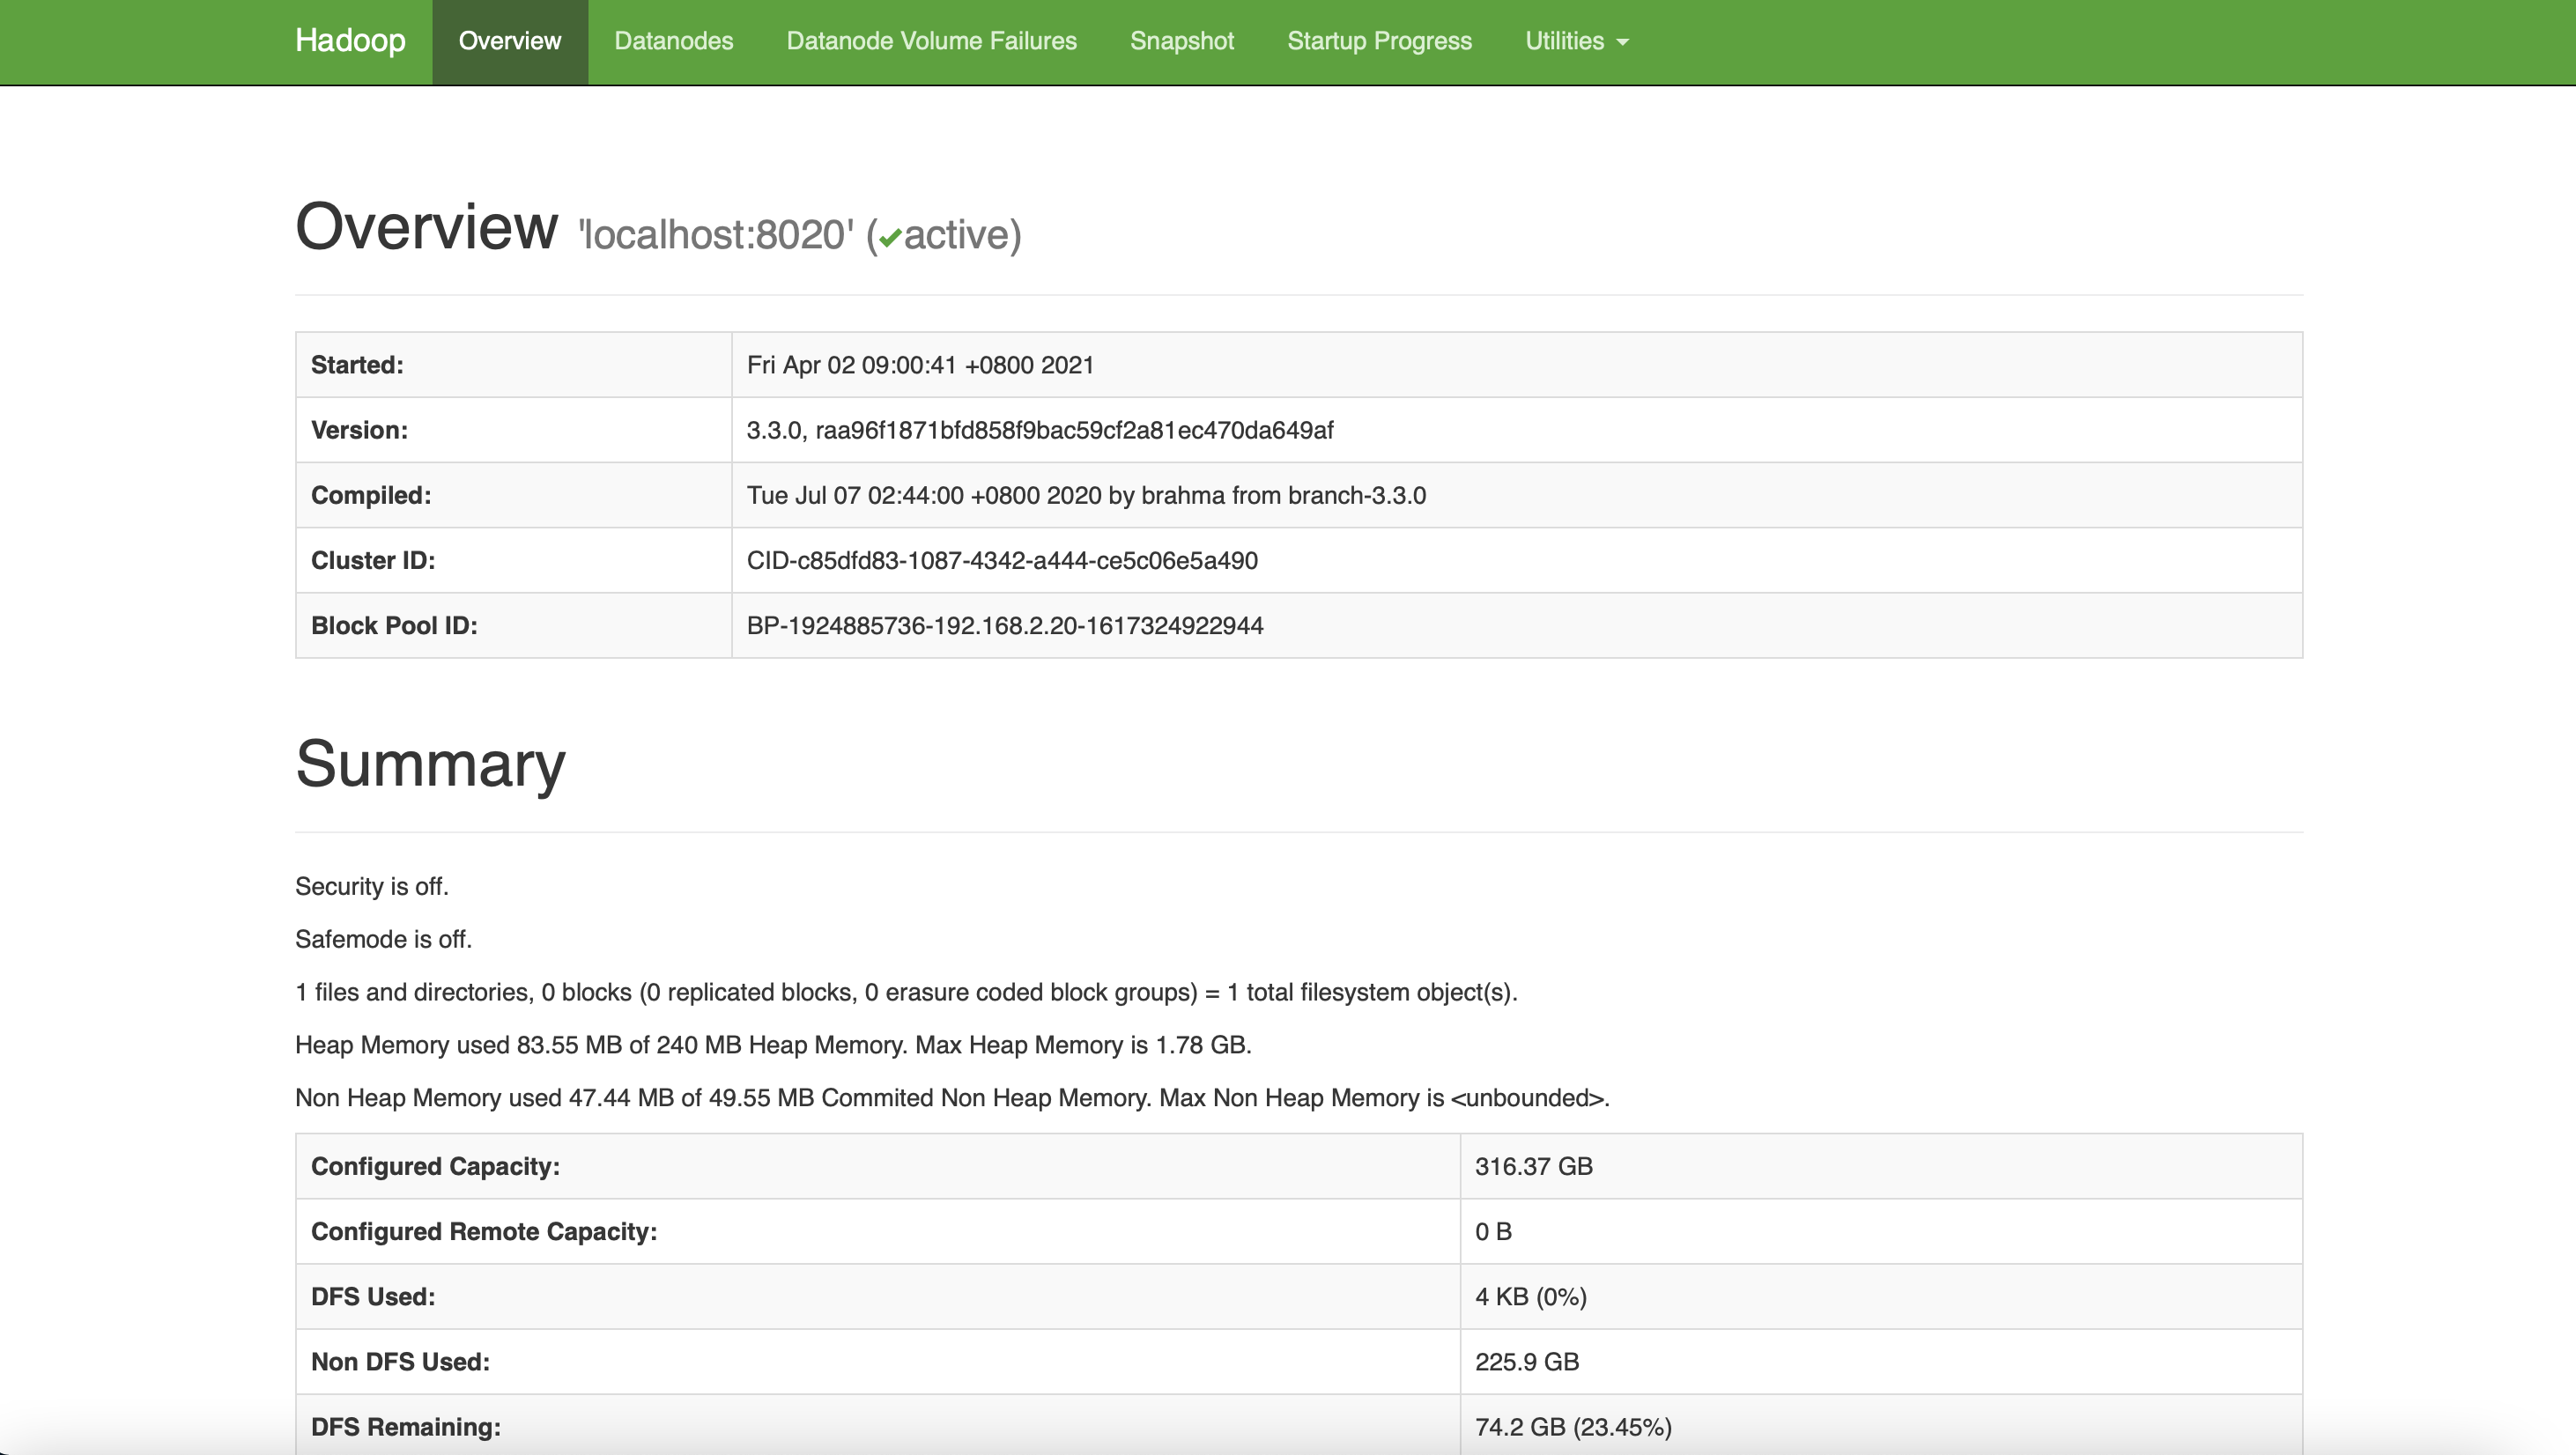 Hadoop Overview Datanodes Datanode Volume Failures Snapshot Startup Progress Utilities
Overview 'localhost:8020' (✔active)
Started: Fri Apr 02 09:00:41 +0800 2021
Version: 3.3.0, raa96f1871bfd858f9bac59cf2a81ec470da649af
Compiled: Tue Jul 07 02:44:00 +0800 2020 by brahma from branch-3.3.0
Cluster ID: CID-c85dfd83-1087-4342-a444-ce5c06e5a490
Block Pool ID: BP-1924885736-192.168.2.20-1617324922944
Summary
Security is off.
Safemode is off.
1 files and directories, 0 blocks (0 replicated blocks, 0 erasure coded block groups) = 1 total filesystem object(s).
Heap Memory used 83.55 MB of 240 MB Heap Memory. Max Heap Memory is 1.78 GB.
Non Heap Memory used 47.44 MB of 49.55 MB Commited Non Heap Memory. Max Non Heap Memory is <unbounded>.
Configured Capacity: 316.37 GB
Configured Remote Capacity: 0 B
DFS Used: 4 KB (0%)
Non DFS Used: 225.9 GB
DFS Remaining: 74.2 GB (23.45%)